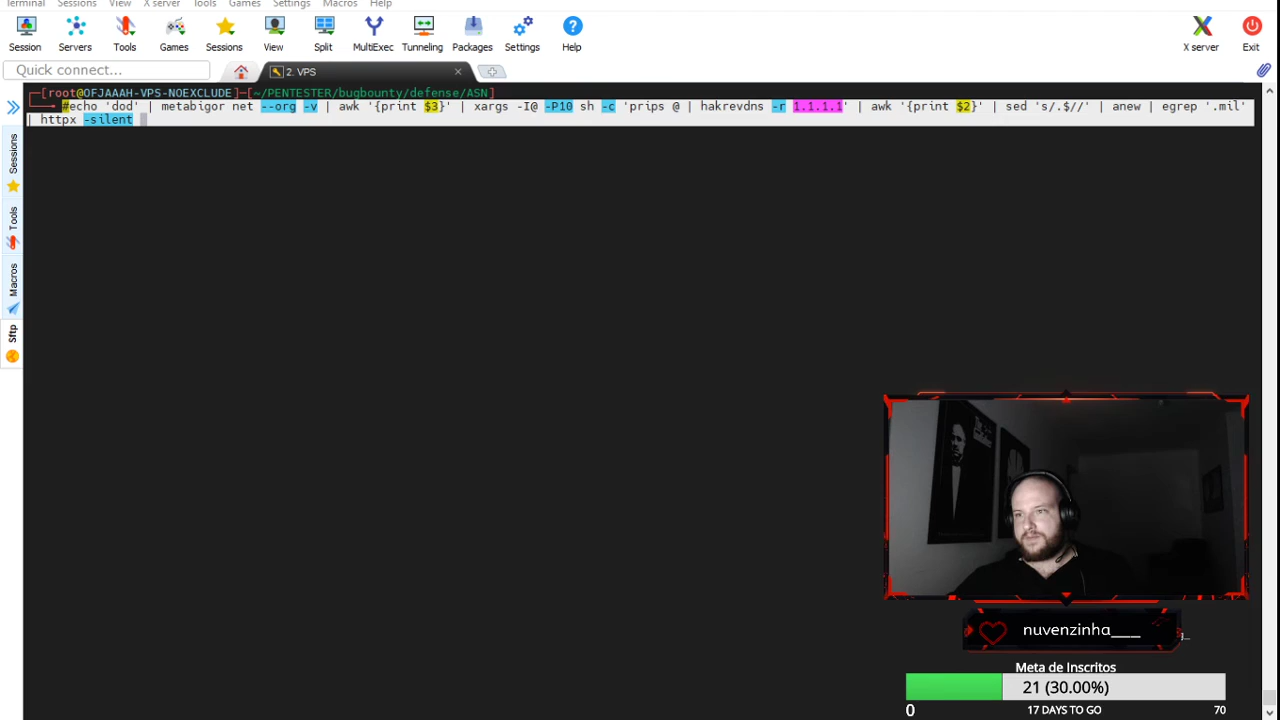 Terminal Sessions View X server Tools Games Settings Macros Help
Session Servers Tools Games Sessions View Split MultiExec Tunneling Packages Settings Help X server Exit
Quick connect...
2. VPS
[root@OFJAAAH-VPS-NOEXCLUDE]-[~/PENTESTER/bugbounty/defense/ASN]
#echo 'dod' | metabigor net --org -v | awk '{print $3}' | xargs -I@ -P10 sh -c 'prips @ | hakrevdns -r 1.1.1.1' | awk '{print $2}' | sed 's/.$//' | anew | egrep '.mil'
| httpx -silent
Sessions
Tools
Macros
Sftp
nuvenzinha___
Meta de Inscritos
21 (30.00%)
0 17 DAYS TO GO 70